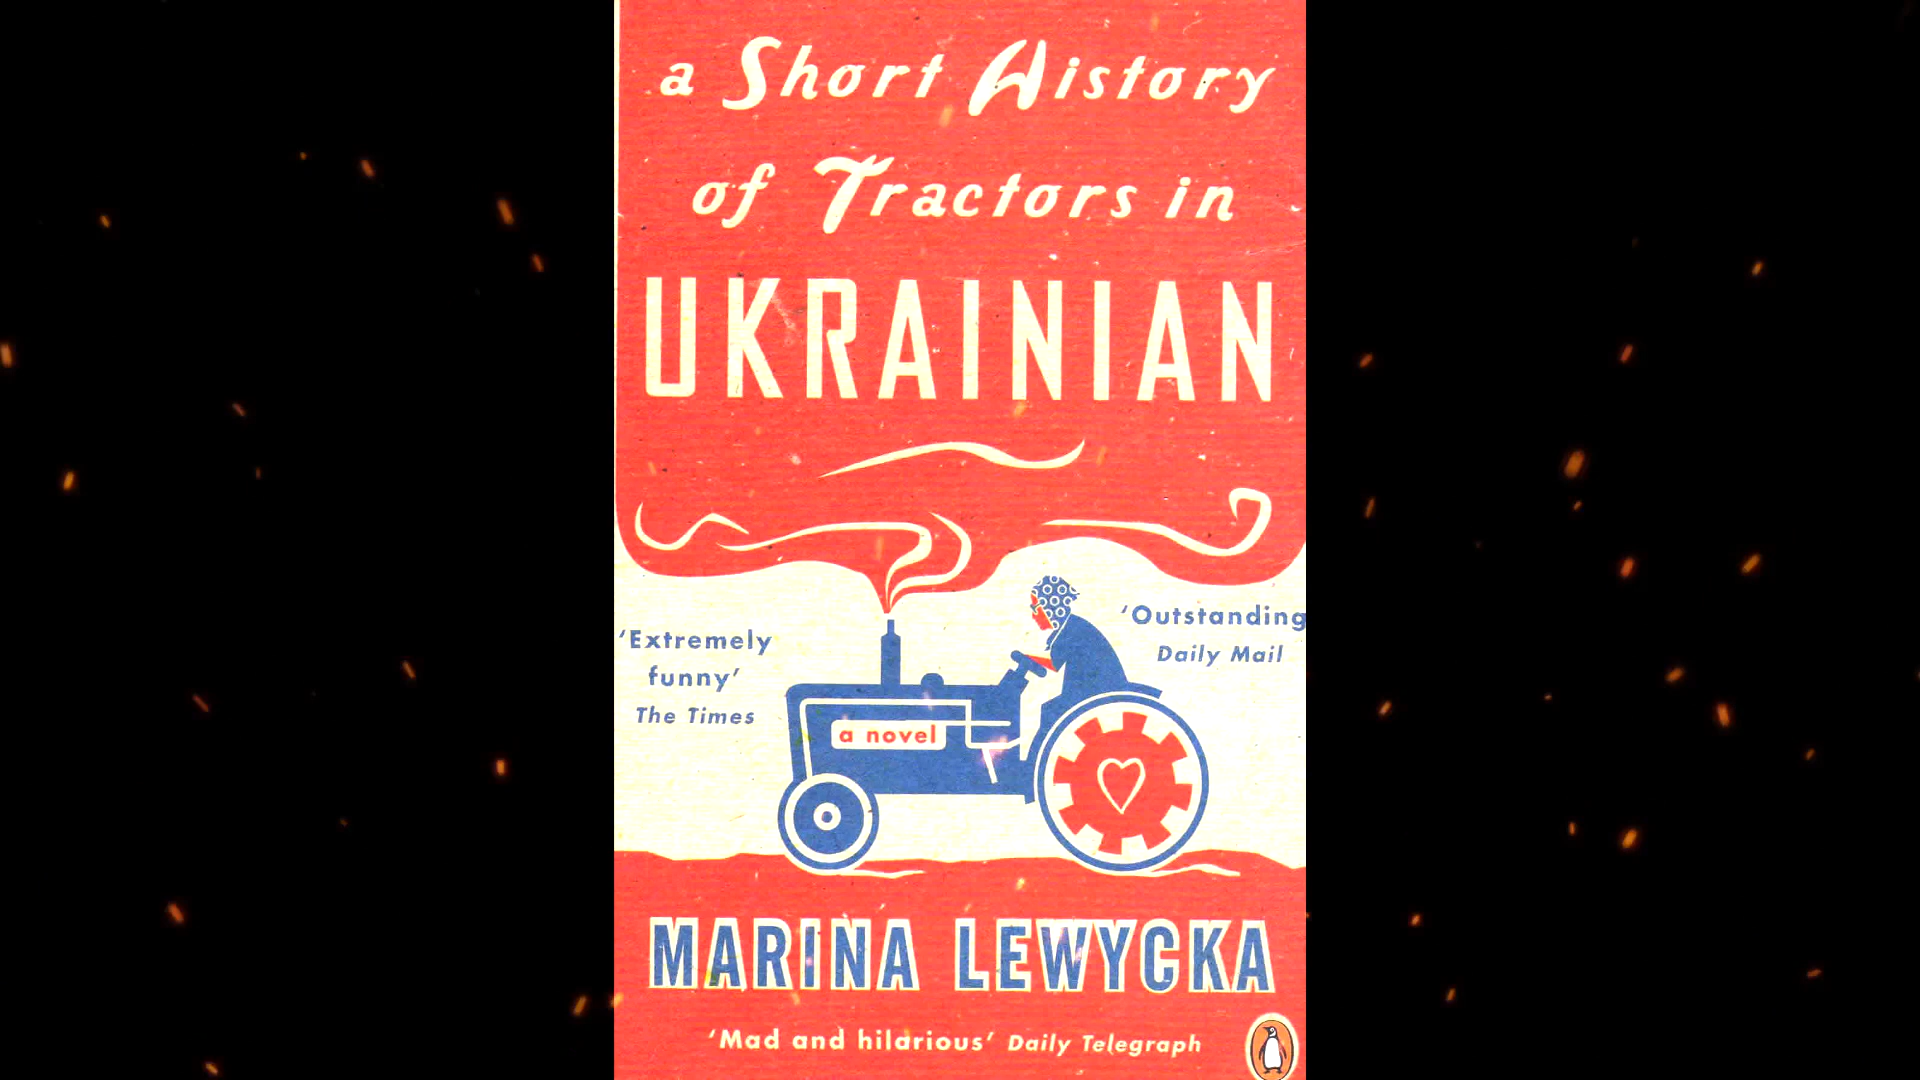 a Short History
of Tractors in
UKRAINIAN
‘Extremely
funny’
The Times
‘Outstanding
Daily Mail
a novel
MARINA LEWYCKA
‘Mad and hilarious’ Daily Telegraph